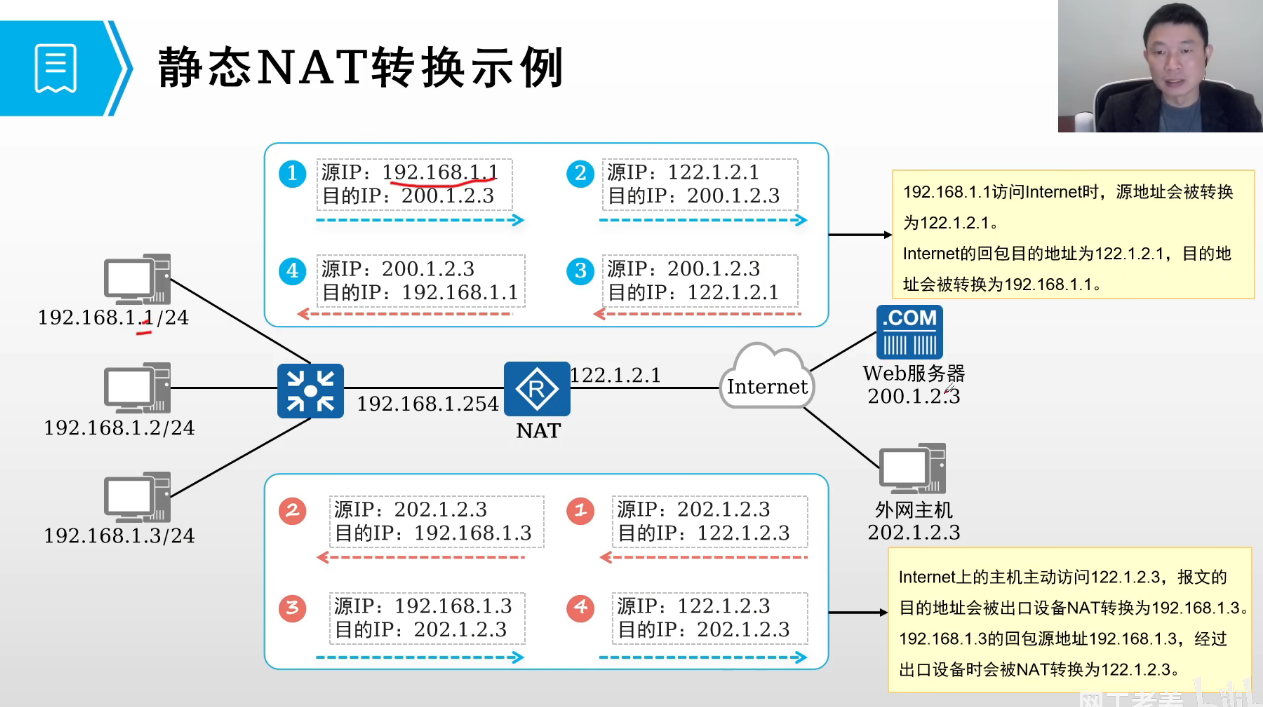 静态NAT转换示例
1
源IP：192.168.1.1
目的IP：200.1.2.3
2
源IP：122.1.2.1
目的IP：200.1.2.3
4
源IP：200.1.2.3
目的IP：192.168.1.1
3
源IP：200.1.2.3
目的IP：122.1.2.1
192.168.1.1访问Internet时，源地址会被转换
为122.1.2.1。
Internet的回包目的地址为122.1.2.1，目的地
址会被转换为192.168.1.1。
192.168.1.1/24
192.168.1.2/24
192.168.1.3/24
192.168.1.254
R
NAT
122.1.2.1
Internet
.COM
Web服务器
200.1.2.3
外网主机
202.1.2.3
2
源IP：202.1.2.3
目的IP：192.168.1.3
1
源IP：202.1.2.3
目的IP：122.1.2.3
3
源IP：192.168.1.3
目的IP：202.1.2.3
4
源IP：122.1.2.3
目的IP：202.1.2.3
Internet上的主机主动访问122.1.2.3，报文的
目的地址会被出口设备NAT转换为192.168.1.3。
192.168.1.3的回包源地址192.168.1.3，经过
出口设备时会被NAT转换为122.1.2.3。